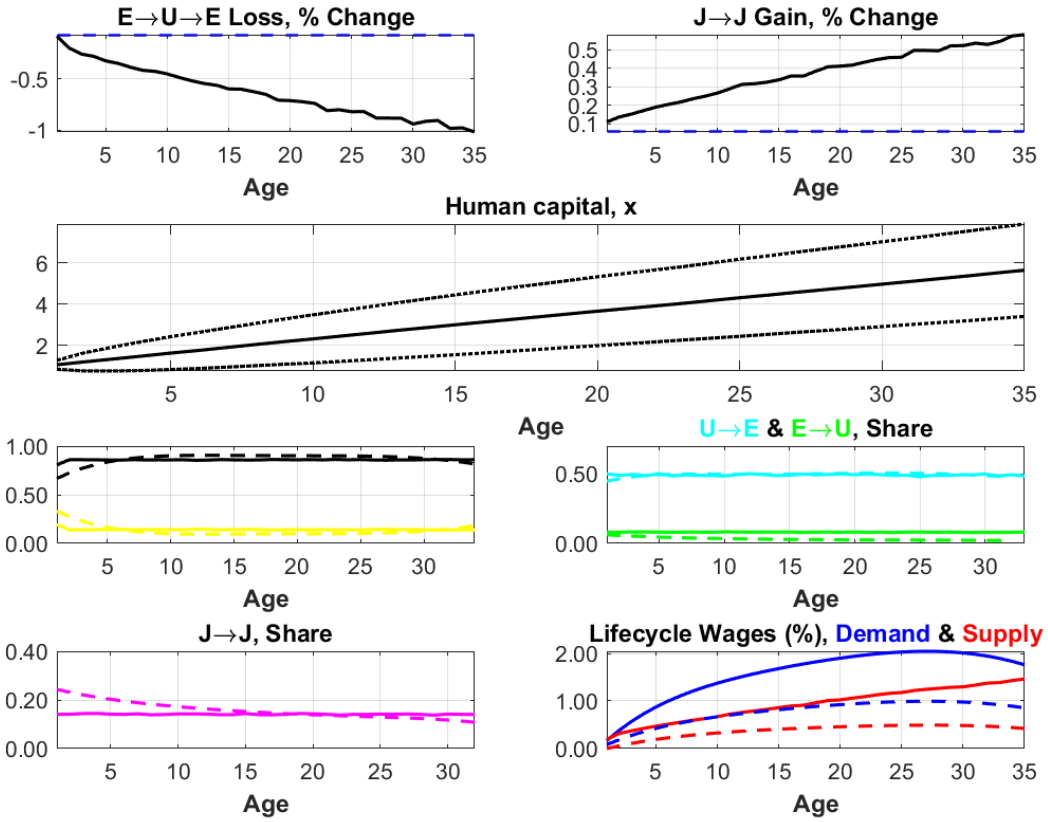 E→U→E Loss, % Change
-0.5
-1
5 10 15 20 25 30 35
Age
J→J Gain, % Change
0.5
0.4
0.3
0.2
0.1
5 10 15 20 25 30 35
Age
Human capital, x
6
4
2
5 10 15 20 25 30 35
Age
1.00
0.50
0.00
5 10 15 20 25 30
Age
U→E & E→U, Share
0.50
0.00
5 10 15 20 25 30
Age
J→J, Share
0.40
0.20
0.00
5 10 15 20 25 30
Age
Lifecycle Wages (%), Demand & Supply
2.00
1.00
0.00
5 10 15 20 25 30 35
Age